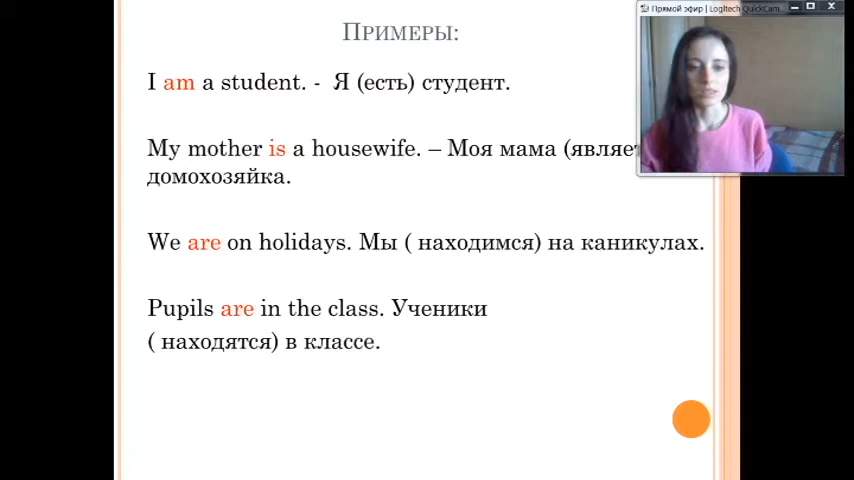 ПРИМЕРЫ:
Прямой эфир | Logitech QuickCam...
I am a student. - Я (есть) студент.
My mother is a housewife. – Моя мама (являет
домохозяйка.
We are on holidays. Мы ( находимся) на каникулах.
Pupils are in the class. Ученики
( находятся) в классе.